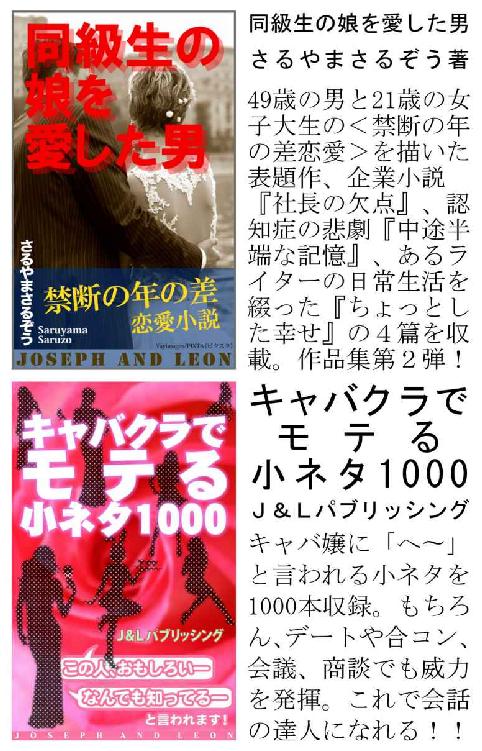 同級生の
娘を
愛した男
さるやまさるぞう
Saruyama
Saruzo
禁断の年の差
恋愛小説
JOSEPH AND LEON
同級生の娘を愛した男
さるやまさるぞう著
49歳の男と21歳の女
子大生の＜禁断の年
の差恋愛＞を描いた
表題作、企業小説
『社長の欠点』、認
知症の悲劇『中途半
端な記憶』、あるラ
イターの日常生活を
綴った『ちょっとし
た幸せ』の４篇を収
載。作品集第２弾！
キャバクラで
モテる
小ネタ1000
J&Lパブリッシング
この人、おもしろいー
なんでも知ってるー
と言われます！
JOSEPH AND LEON
キャバクラで
モテる
小ネタ1000
Ｊ＆Ｌパブリッシング
キャバ嬢に「へ～」
と言われる小ネタを
1000本収録。もちろ
ん、デートや合コン、
会議、商談でも威力
を発揮。これで会話
の達人になれる！！